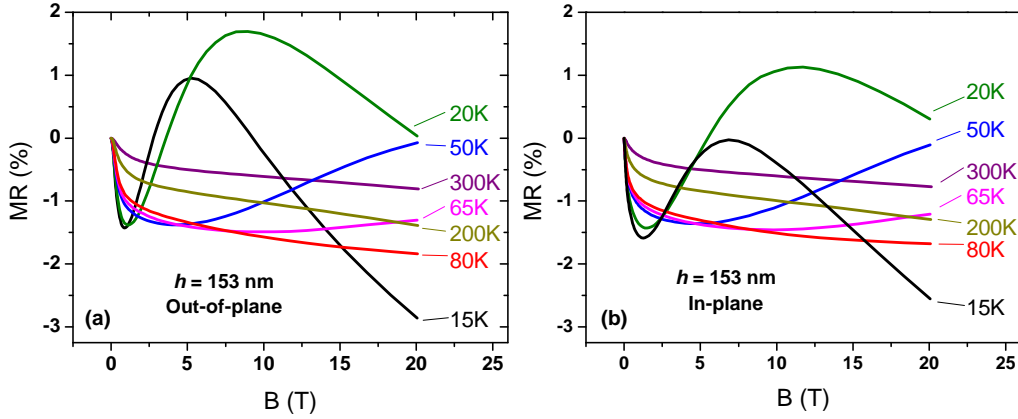 2
1
0
-1
-2
-3
MR (%)
20K
50K
300K
65K
200K
80K
15K
h = 153 nm
Out-of-plane
(a)
0 5 10 15 20 25
B (T)
2
1
0
-1
-2
-3
MR (%)
20K
50K
300K
65K
200K
80K
15K
h = 153 nm
In-plane
(b)
0 5 10 15 20 25
B (T)